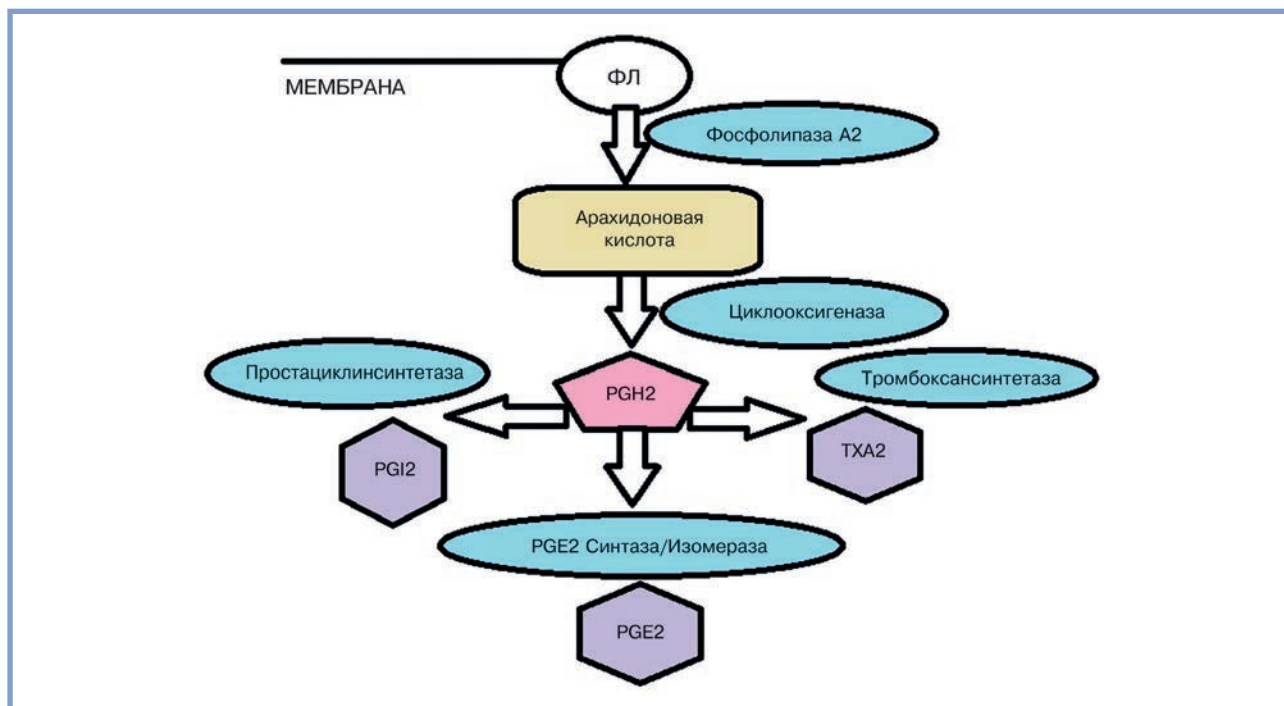 ФЛ
МЕМБРАНА
Фосфолипаза А2
Арахидоновая
кислота
Циклооксигеназа
Простациклинсинтетаза
PGH2
Тромбоксансинтетаза
PGI2
TXA2
PGE2 Синтаза/Изомераза
PGE2